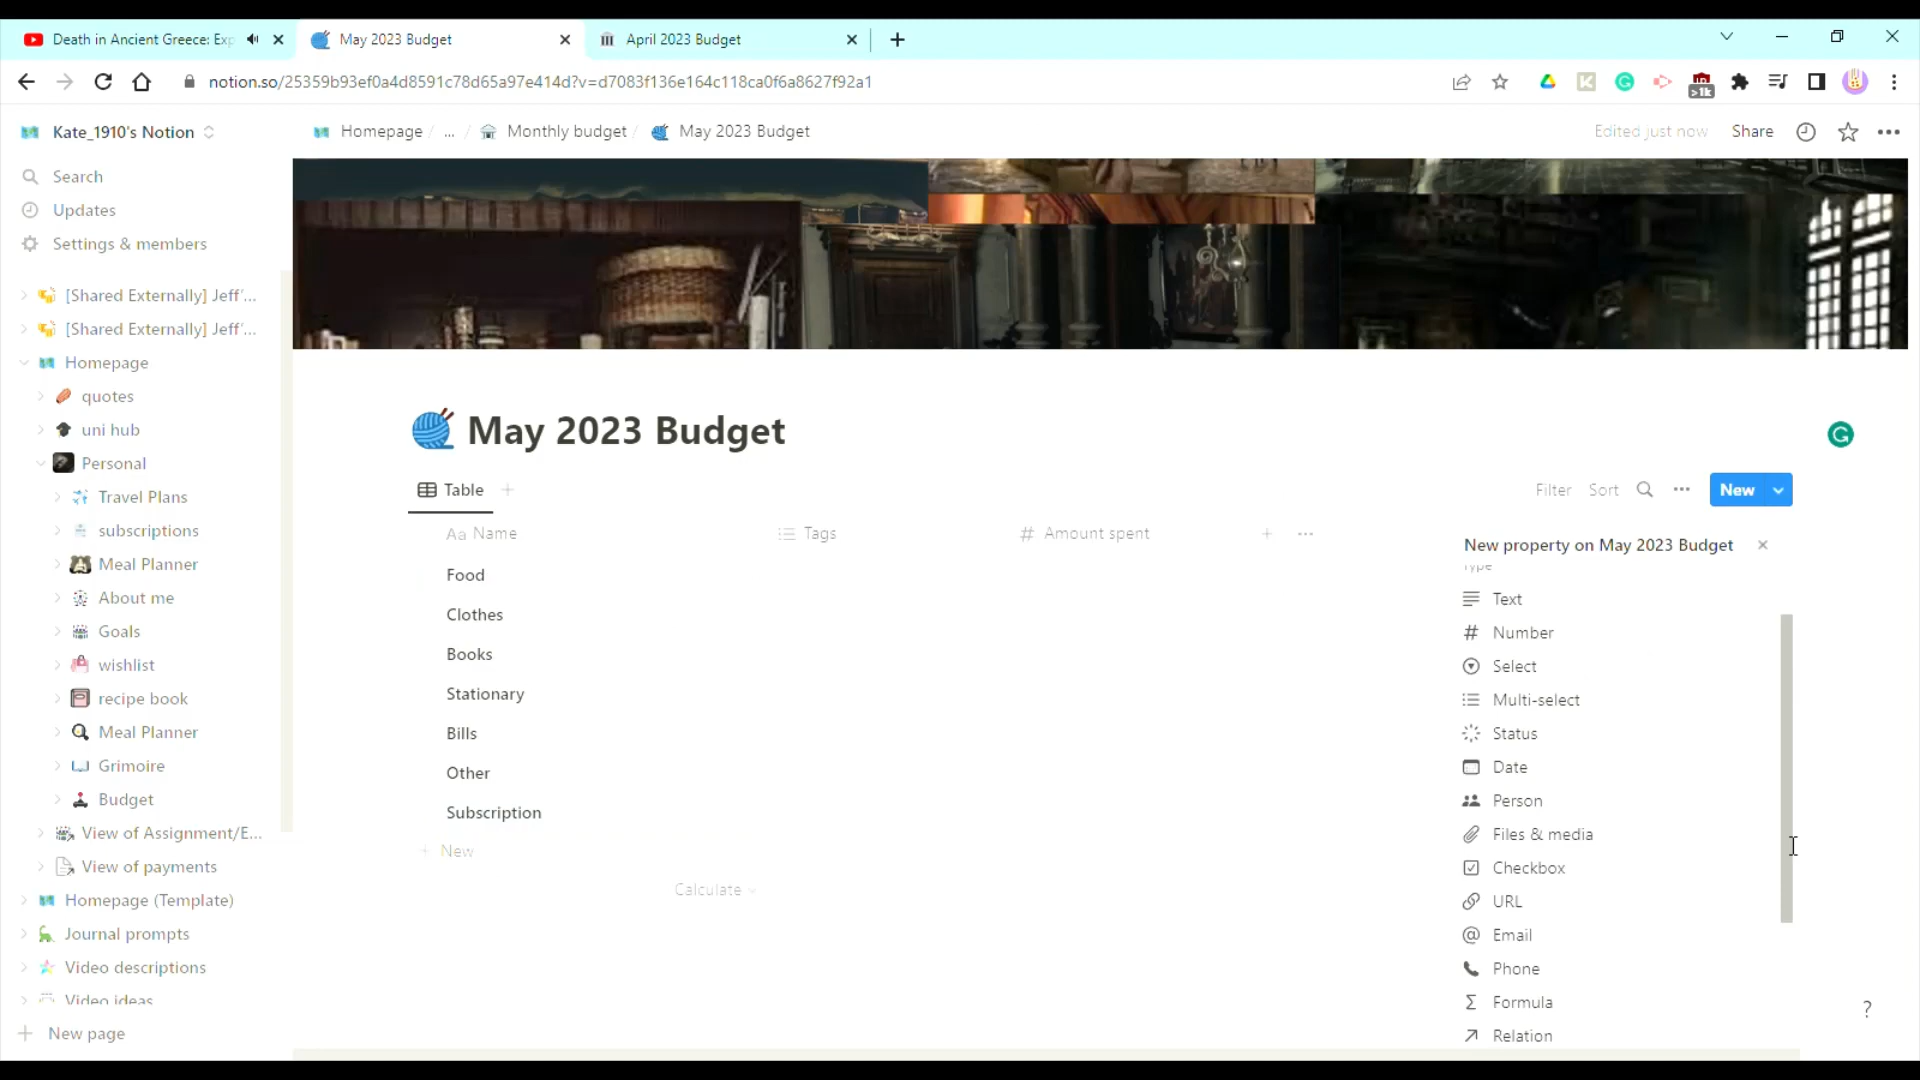 Death in Ancient Greece: Exp
May 2023 Budget
April 2023 Budget
notion.so/25359b93ef0a4d8591c78d65a97e414d?v=d7083f136e164c118ca0f6a8627f92a1
>1k
Kate_1910's Notion
Homepage / ... / Monthly budget / May 2023 Budget
Edited just now
Share
Search
Updates
Settings & members
[Shared Externally] Jeff'...
[Shared Externally] Jeff'...
Homepage
quotes
uni hub
Personal
Travel Plans
subscriptions
Meal Planner
About me
Goals
wishlist
recipe book
Meal Planner
Grimoire
Budget
View of Assignment/E...
View of payments
Homepage (Template)
Journal prompts
Video descriptions
Video ideas
New page
May 2023 Budget
Table
Filter
Sort
New
Aa Name
Tags
# Amount spent
Food
Clothes
Books
Stationary
Bills
Other
Subscription
+ New
Calculate
New property on May 2023 Budget
Type
Text
Number
Select
Multi-select
Status
Date
Person
Files & media
Checkbox
URL
Email
Phone
Formula
Relation
?